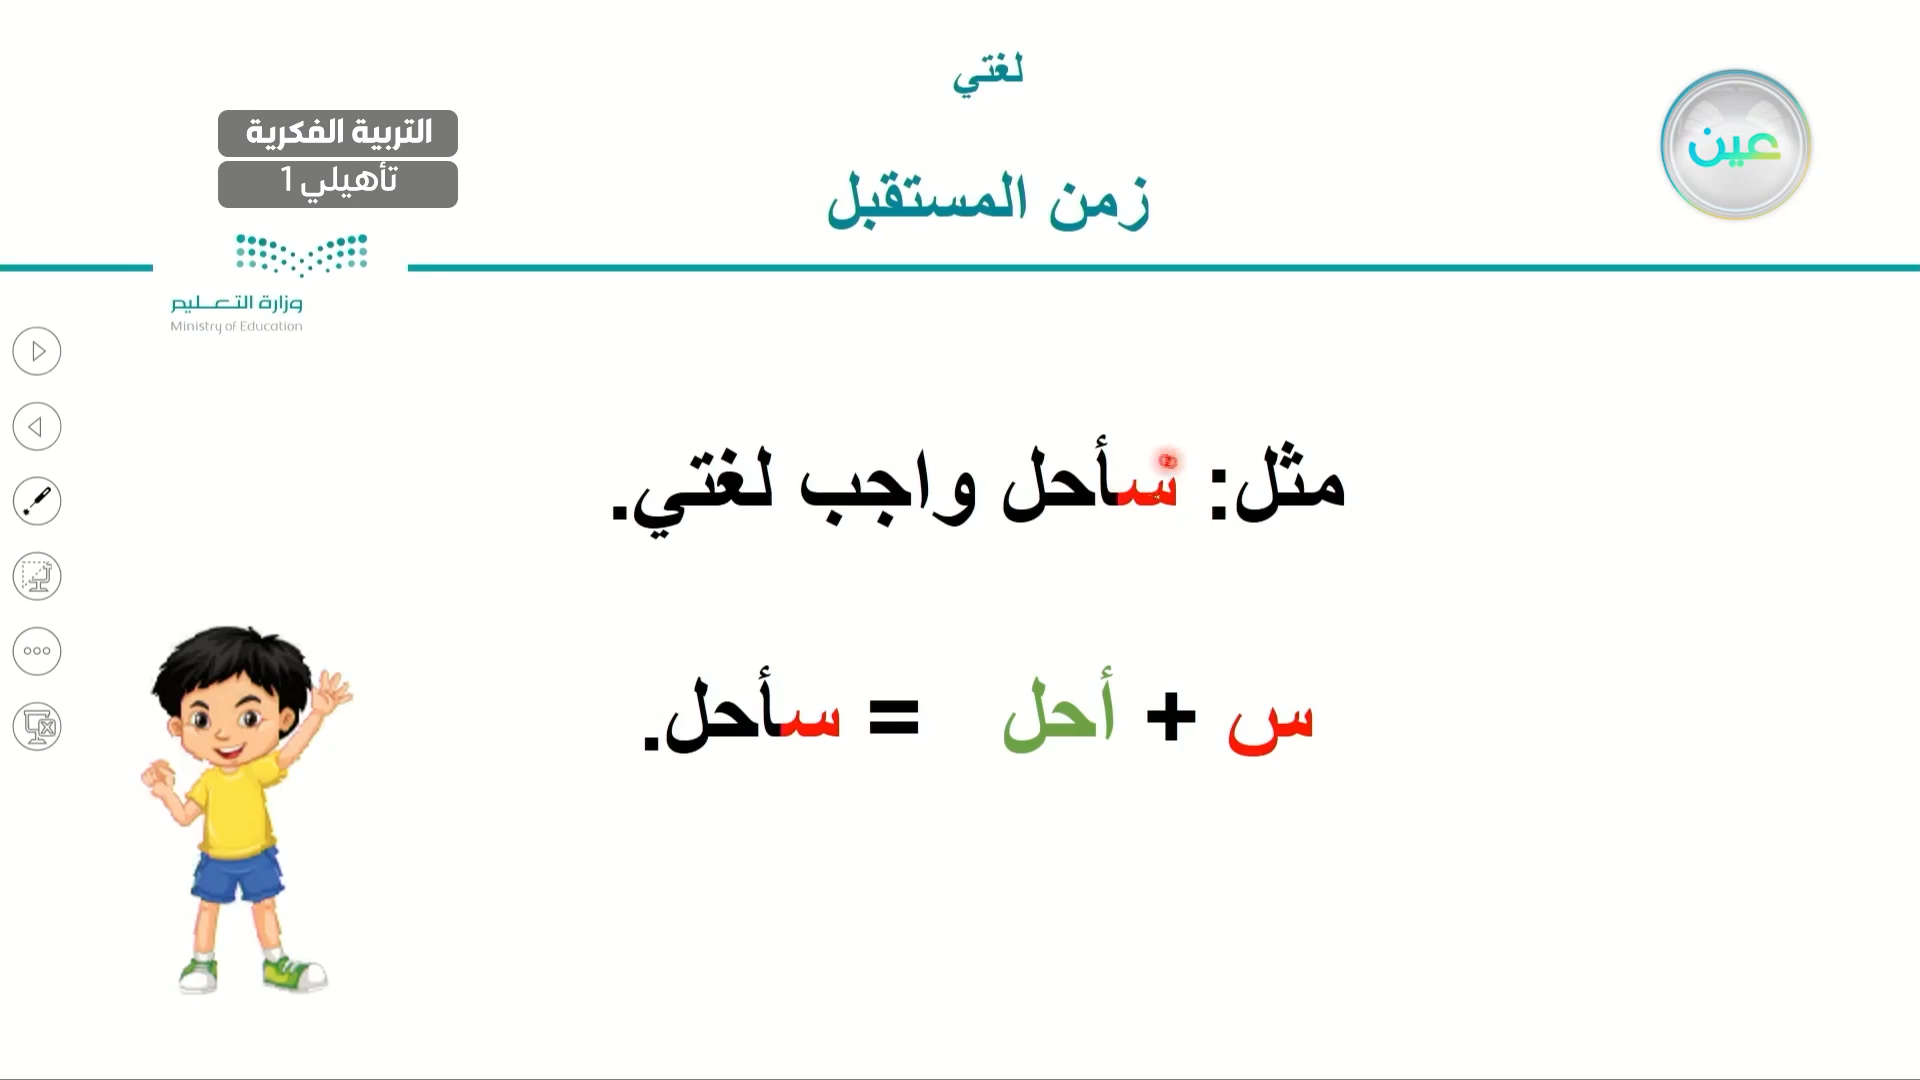 لغتي
عين
التربية الفكرية
تأهيلي 1
زمن المستقبل
وزارة التعليم
Ministry of Education
مثل: سأحل واجب لغتي.
س + أحل = سأحل.